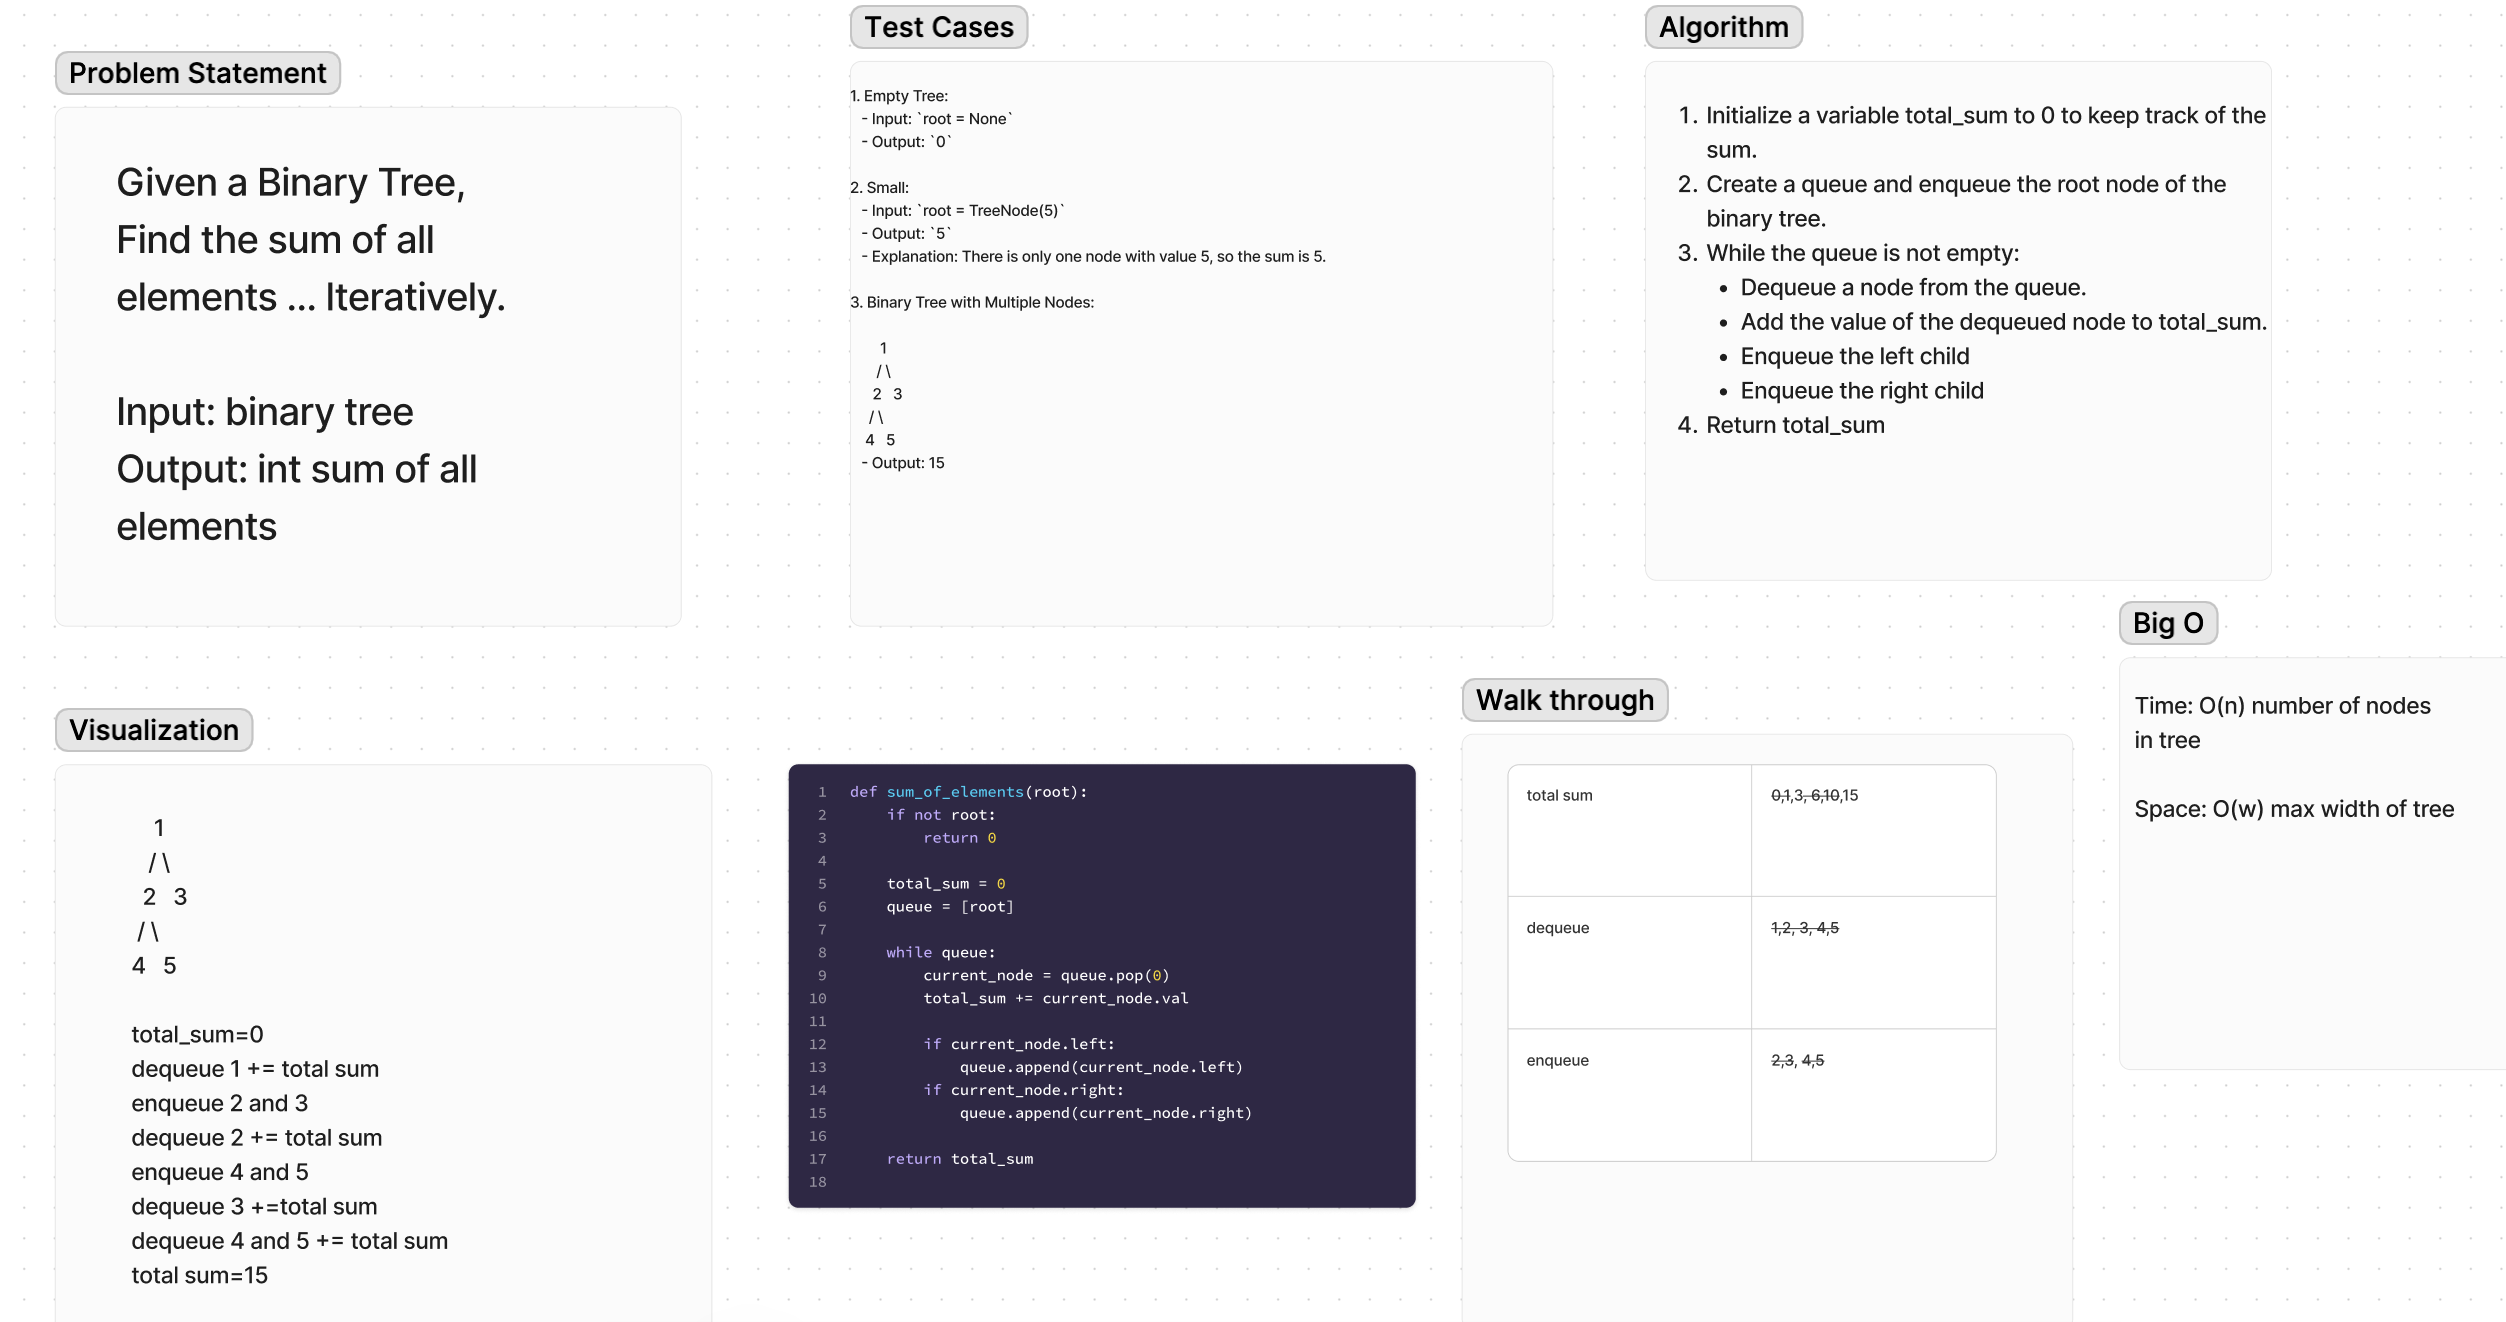 Problem Statement
Given a Binary Tree,
Find the sum of all
elements ... Iteratively.
Input: binary tree
Output: int sum of all
elements
Test Cases
1. Empty Tree:
- Input: `root = None`
- Output: `0`
2. Small:
- Input: `root = TreeNode(5)`
- Output: `5`
- Explanation: There is only one node with value 5, so the sum is 5.
3. Binary Tree with Multiple Nodes:
1
/ \
2 3
/ \
4 5
- Output: 15
Algorithm
1. Initialize a variable total_sum to 0 to keep track of the
sum.
2. Create a queue and enqueue the root node of the
binary tree.
3. While the queue is not empty:
• Dequeue a node from the queue.
• Add the value of the dequeued node to total_sum.
• Enqueue the left child
• Enqueue the right child
4. Return total_sum
Visualization
1
/ \
2 3
/ \
4 5
total_sum=0
dequeue 1 += total sum
enqueue 2 and 3
dequeue 2 += total sum
enqueue 4 and 5
dequeue 3 +=total sum
dequeue 4 and 5 += total sum
total sum=15
1 def sum_of_elements(root):
2 if not root:
3 return 0
4
5 total_sum = 0
6 queue = [root]
7
8 while queue:
9 current_node = queue.pop(0)
10 total_sum += current_node.val
11
12 if current_node.left:
13 queue.append(current_node.left)
14 if current_node.right:
15 queue.append(current_node.right)
16
17 return total_sum
18
Walk through
total sum 0,1,3, 6,10,15
dequeue 1,2, 3, 4,5
enqueue 2,3, 4,5
Big O
Time: O(n) number of nodes
in tree
Space: O(w) max width of tree